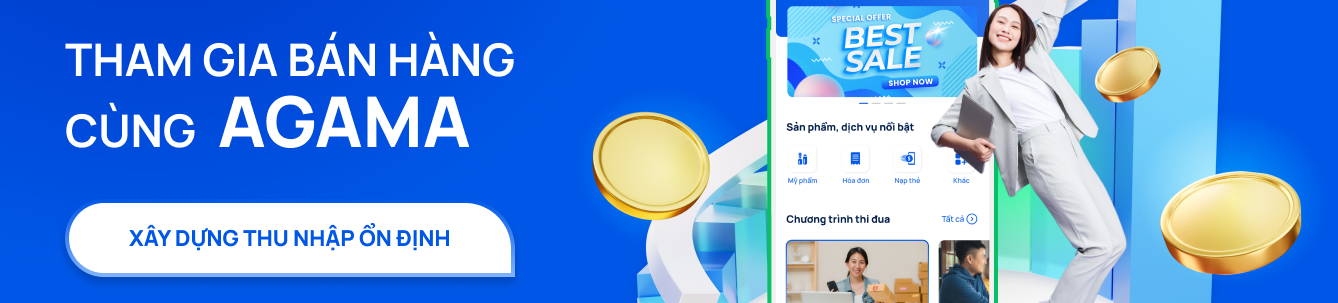 THAM GIA BÁN HÀNG
CÙNG AGAMA
XÂY DỰNG THU NHẬP ỔN ĐỊNH
SPECIAL OFFER
BEST
SALE
SHOP NOW
Sản phẩm, dịch vụ nổi bật
Mỹ phẩm Hóa đơn Nạp thẻ Khác
Chương trình thi đua Tất cả